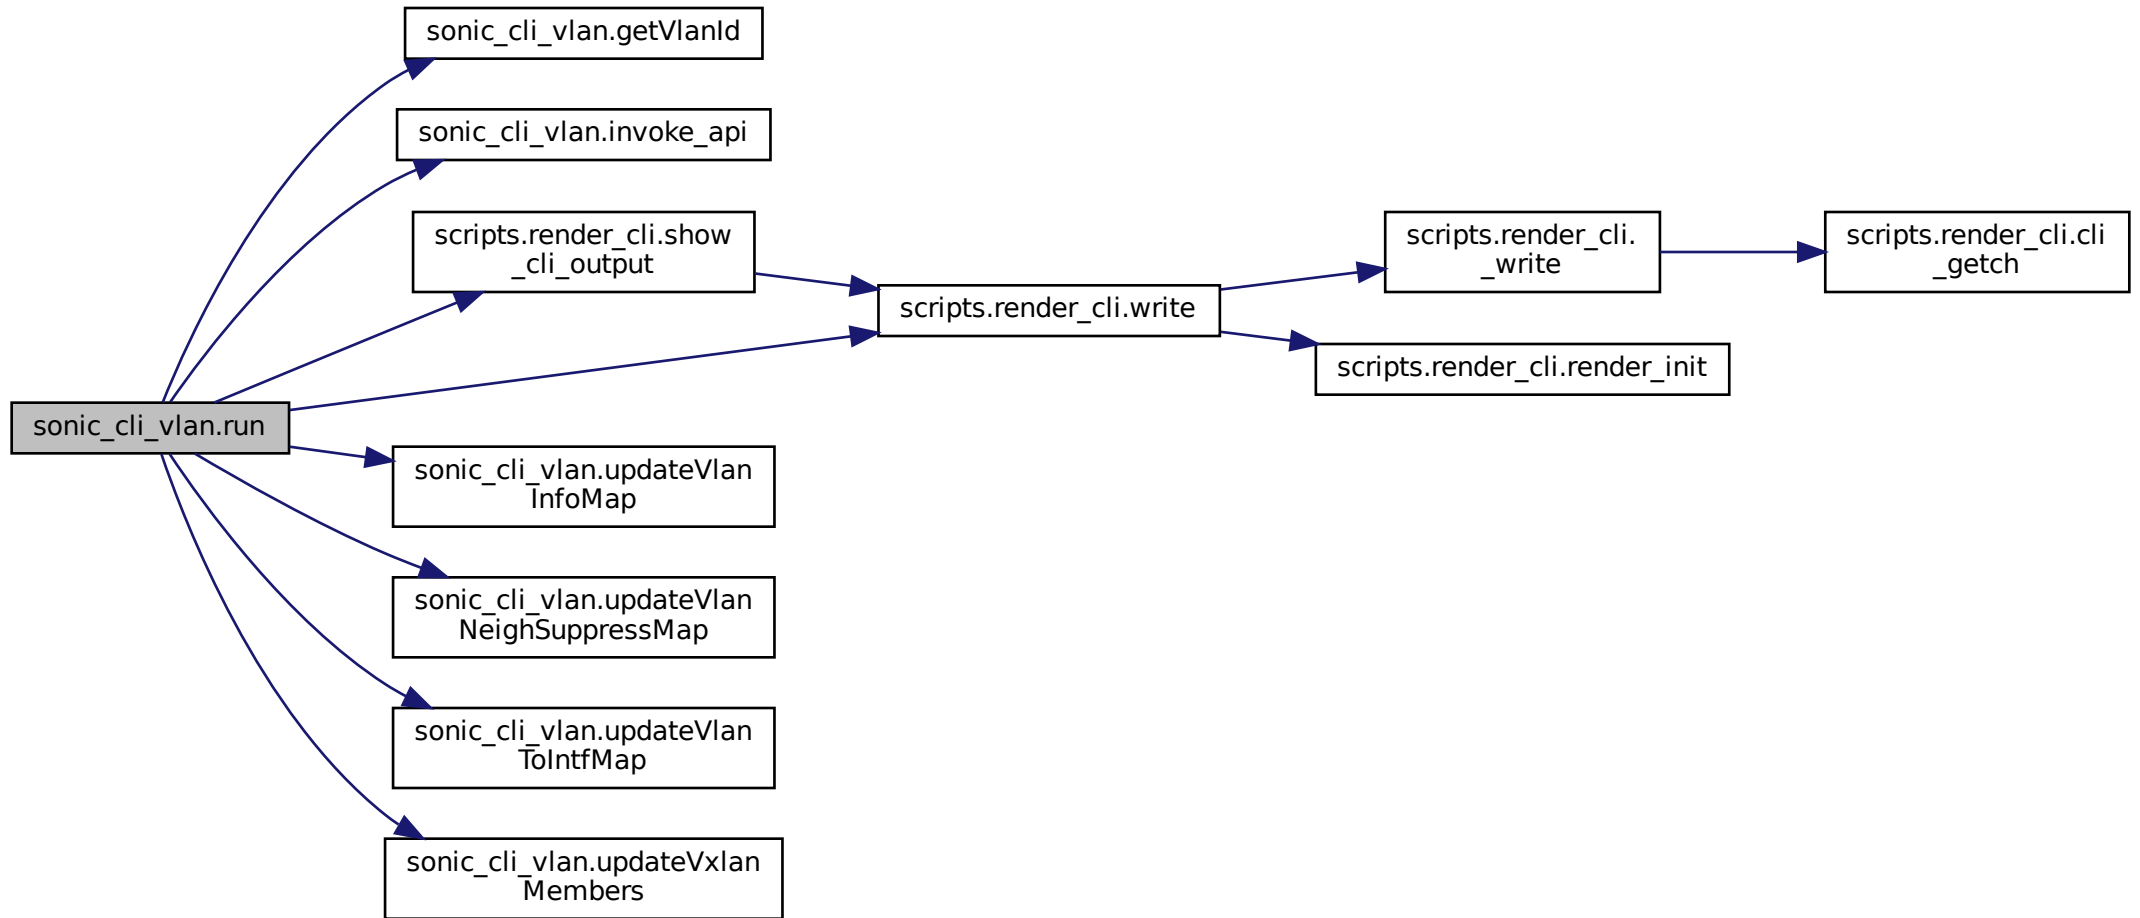 sonic_cli_vlan.getVlanId
sonic_cli_vlan.invoke_api
scripts.render_cli.show
_cli_output
scripts.render_cli.write
scripts.render_cli.
_write
scripts.render_cli.cli
_getch
scripts.render_cli.render_init
sonic_cli_vlan.run
sonic_cli_vlan.updateVlan
InfoMap
sonic_cli_vlan.updateVlan
NeighSuppressMap
sonic_cli_vlan.updateVlan
ToIntfMap
sonic_cli_vlan.updateVxlan
Members